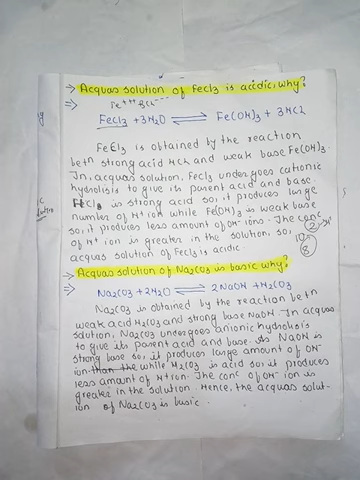 → Acquas solution of FeCl3 is acidic, why?
⇒
FeCl3 + 3H2O ⇌ Fe(OH)3 + 3HCl
FeCl3 is obtained by the reaction
betn strong acid HCl and weak base Fe(OH)3.
In, acquas solution, FeCl3 undergoes cationic
hydrolisis to give its parent acid and base.
is strong acid so, it produces large
number of H+ ion while Fe(OH)3 is weak base
so, it produces less amount of OH- ions. The conc
of H+ ion is greater in the solution, so,
acquas solution of FeCl3 is acidic.
2
10
8
→ Acquas solution of Na2CO3 is basic why?
⇒ Na2CO3 + 2H2O ⇌ 2NaOH + H2CO3
Na2CO3 is obtained by the reaction betn
weak acid H2CO3 and strong base NaOH. In acquas
solution, Na2CO3 undergoes anionic hydrolisis
to give its parent acid and base. As NaOH is
strong base so, it produces large amount of OH-
ion than the while H2CO3 is acid so, it produces
less amount of H+ ion. The conc of OH- ion is
greater in the solution. Hence, the acquas solut-
ion of Na2CO3 is basic.